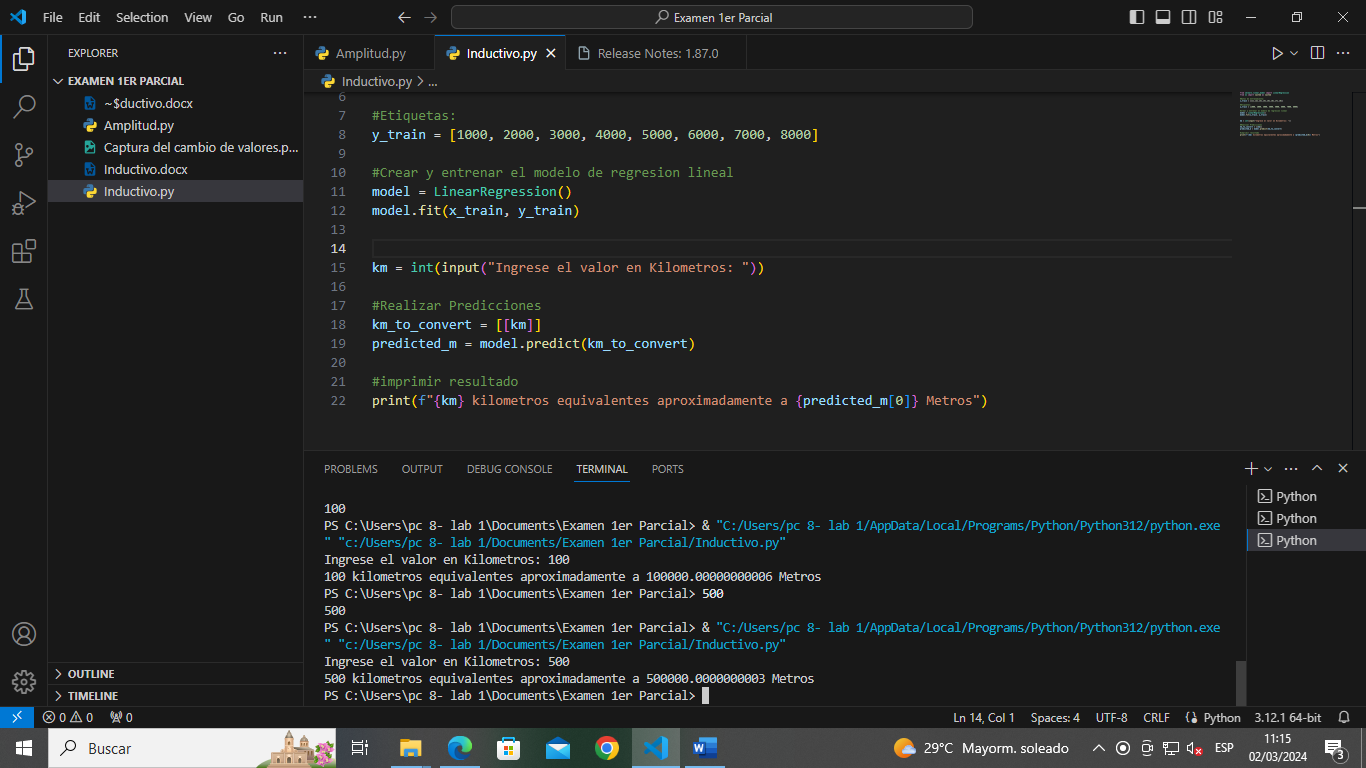 File Edit Selection View Go Run ··· Examen 1er Parcial
EXPLORER ···
EXAMEN 1ER PARCIAL
~$ductivo.docx
Amplitud.py
Captura del cambio de valores.p...
Inductivo.docx
Inductivo.py
OUTLINE
TIMELINE
Amplitud.py Inductivo.py Release Notes: 1.87.0
Inductivo.py > ...
6
7 #Etiquetas:
8 y_train = [1000, 2000, 3000, 4000, 5000, 6000, 7000, 8000]
9
10 #Crear y entrenar el modelo de regresion lineal
11 model = LinearRegression()
12 model.fit(x_train, y_train)
13
14
15 km = int(input("Ingrese el valor en Kilometros: "))
16
17 #Realizar Predicciones
18 km_to_convert = [[km]]
19 predicted_m = model.predict(km_to_convert)
20
21 #imprimir resultado
22 print(f"{km} kilometros equivalentes aproximadamente a {predicted_m[0]} Metros")
PROBLEMS OUTPUT DEBUG CONSOLE TERMINAL PORTS
100
PS C:\Users\pc 8- lab 1\Documents\Examen 1er Parcial> & "C:/Users/pc 8- lab 1/AppData/Local/Programs/Python/Python312/python.exe
" "c:/Users/pc 8- lab 1/Documents/Examen 1er Parcial/Inductivo.py"
Ingrese el valor en Kilometros: 100
100 kilometros equivalentes aproximadamente a 100000.00000000006 Metros
PS C:\Users\pc 8- lab 1\Documents\Examen 1er Parcial> 500
500
PS C:\Users\pc 8- lab 1\Documents\Examen 1er Parcial> & "C:/Users/pc 8- lab 1/AppData/Local/Programs/Python/Python312/python.exe
" "c:/Users/pc 8- lab 1/Documents/Examen 1er Parcial/Inductivo.py"
Ingrese el valor en Kilometros: 500
500 kilometros equivalentes aproximadamente a 500000.0000000003 Metros
PS C:\Users\pc 8- lab 1\Documents\Examen 1er Parcial>
Python
Python
Python
0 0 0 Ln 14, Col 1 Spaces: 4 UTF-8 CRLF Python 3.12.1 64-bit
Buscar 29°C Mayorm. soleado ESP 11:15
02/03/2024 3